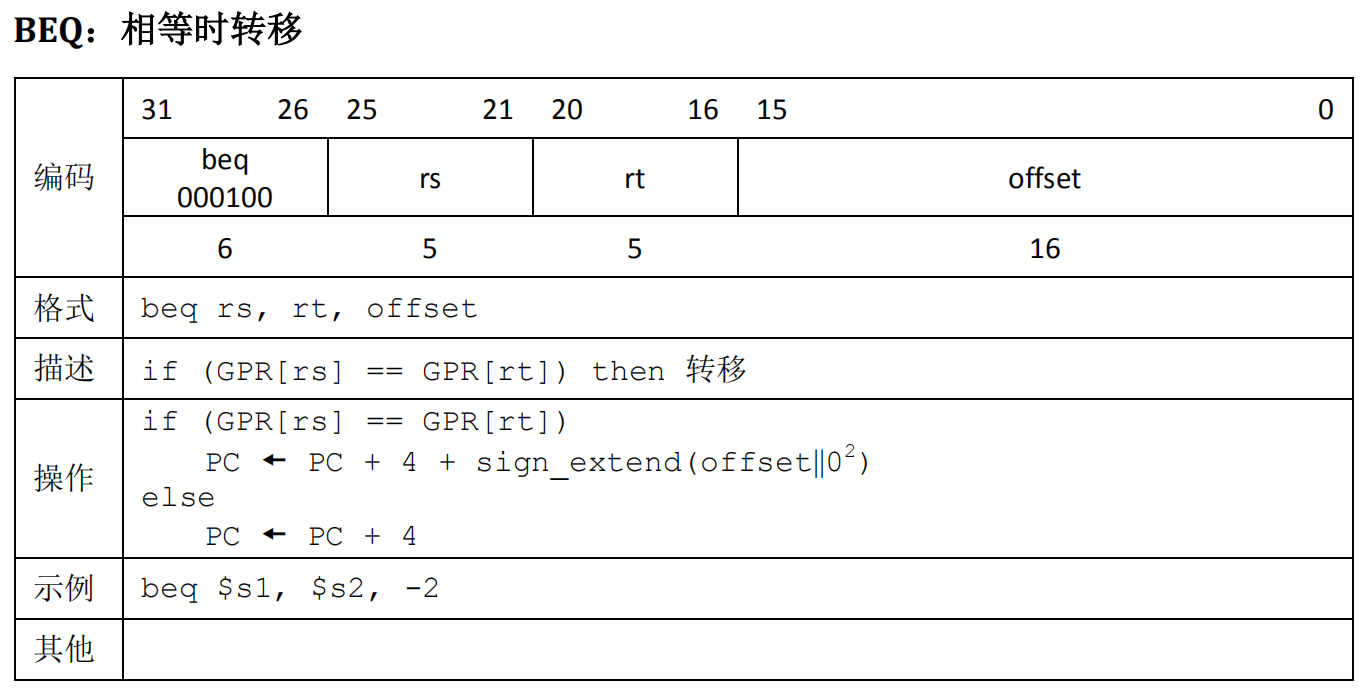 BEQ：相等时转移
编码
31 26 25 21 20 16 15 0
beq
000100
rs
rt
offset
6 5 5 16
格式
beq rs, rt, offset
描述
if (GPR[rs] == GPR[rt]) then 转移
操作
if (GPR[rs] == GPR[rt])
PC ← PC + 4 + sign_extend(offset||0²)
else
PC ← PC + 4
示例
beq $s1, $s2, -2
其他